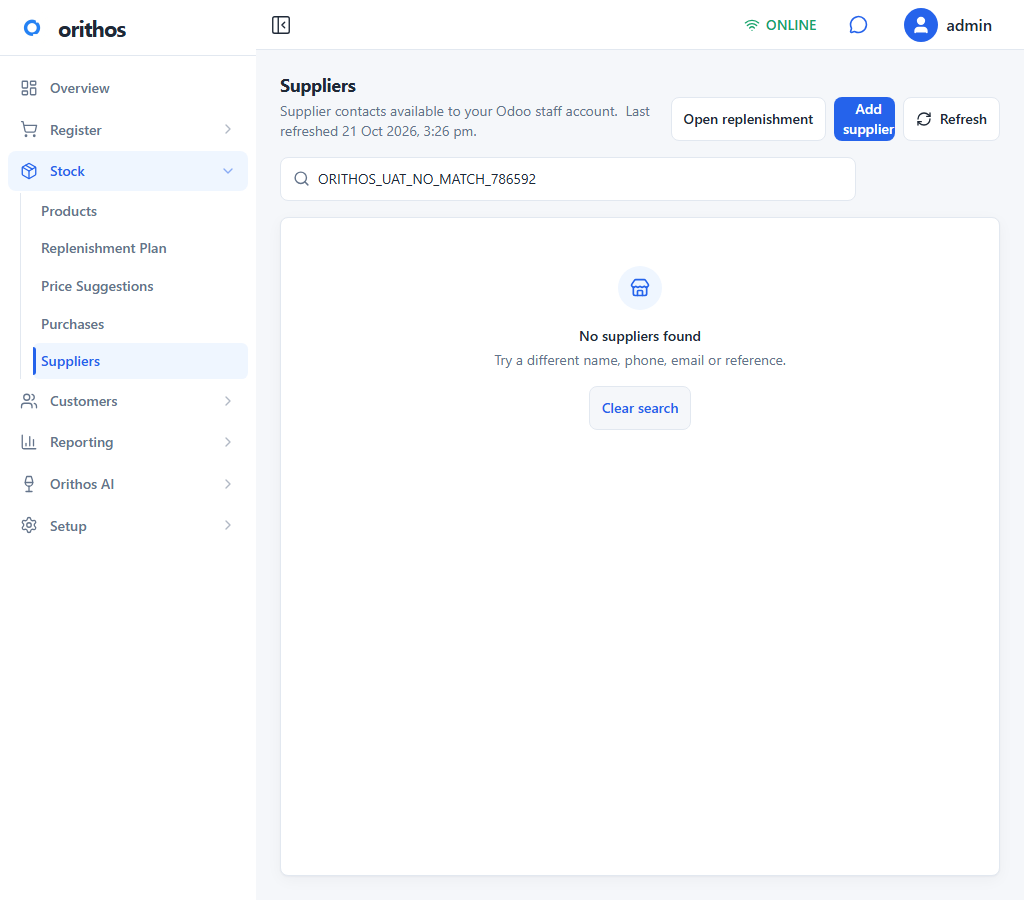 orithos
ONLINE
admin
Overview
Register
Stock
Products
Replenishment Plan
Price Suggestions
Purchases
Suppliers
Customers
Reporting
Orithos AI
Setup
Suppliers
Supplier contacts available to your Odoo staff account. Last
refreshed 21 Oct 2026, 3:26 pm.
Open replenishment
Add
supplier
Refresh
ORITHOS_UAT_NO_MATCH_786592
No suppliers found
Try a different name, phone, email or reference.
Clear search